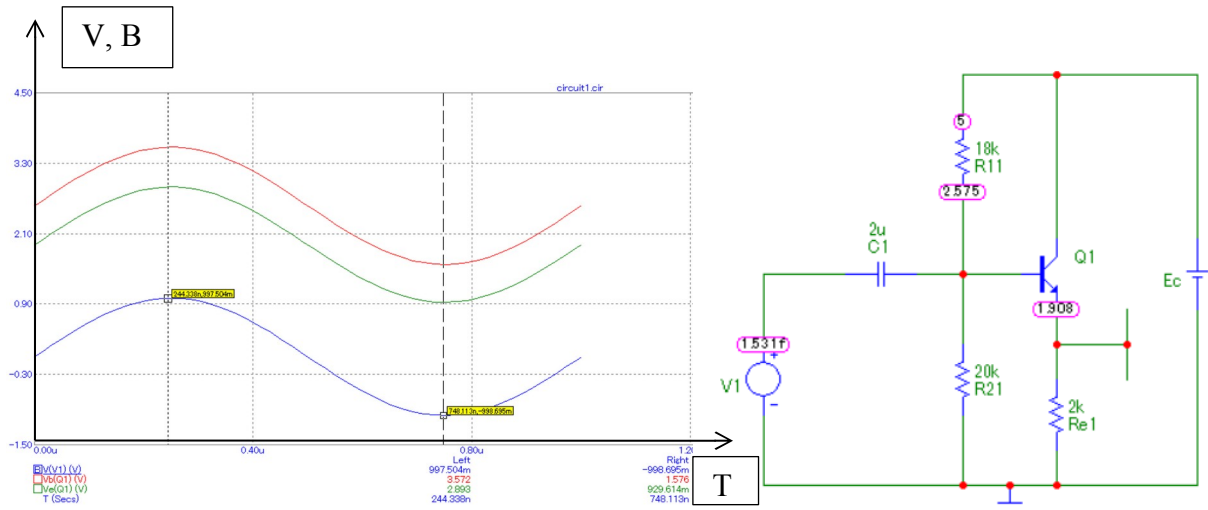 V, B
circuit1.cir
4.50
3.30
2.10
0.90
-0.30
-1.50
244.338n,997.504m
748.113n,-998.695m
0.00u 0.40u 0.80u 1.20
Left Right
V(V1) (V) 997.504m -998.695m
Vb(Q1) (V) 3.572 1.576
Ve(Q1) (V) 2.893 929.614m
T (Secs) 244.338n 748.113n
T
5
18k
R11
2.575
2u
C1
Q1
Ec
1.908
1.531f
+
V1
-
20k
R21
2k
Re1